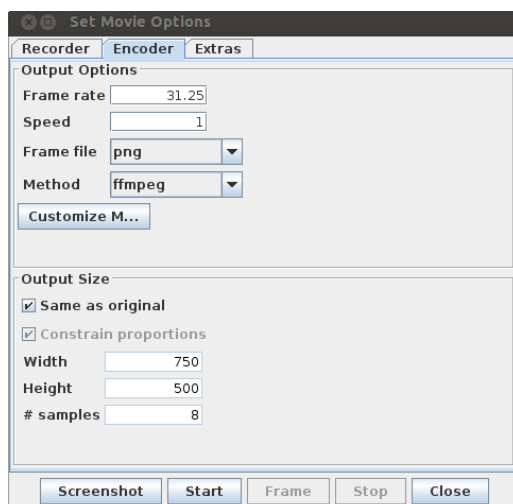 Set Movie Options
Recorder Encoder Extras
Output Options
Frame rate 31.25
Speed 1
Frame file png
Method ffmpeg
Customize M...
Output Size
Same as original
Constrain proportions
Width 750
Height 500
# samples 8
Screenshot Start Frame Stop Close